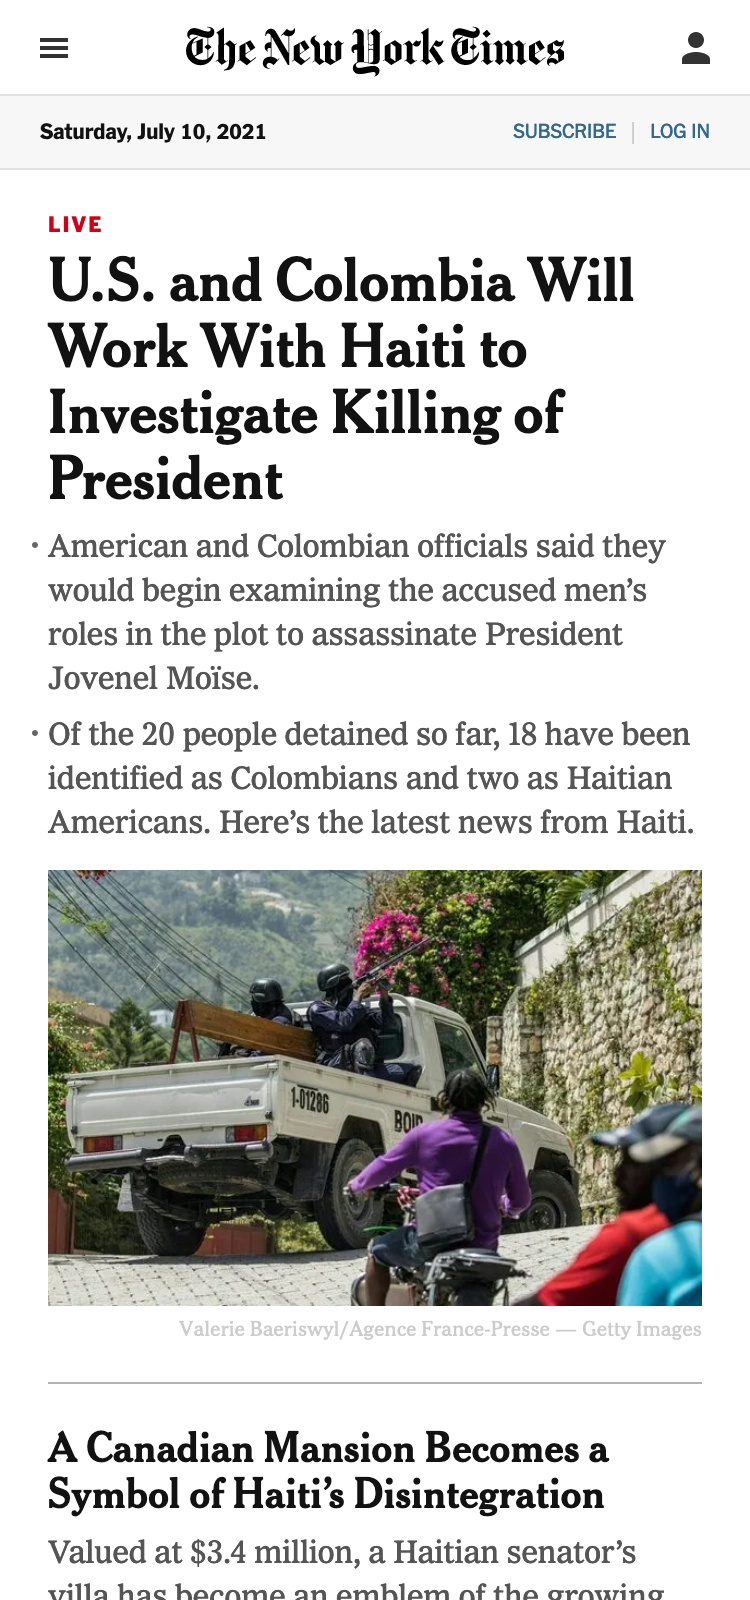 The New York Times
Saturday, July 10, 2021
SUBSCRIBE
LOG IN
LIVE
U.S. and Colombia Will
Work With Haiti to
Investigate Killing of
President
• American and Colombian officials said they
would begin examining the accused men’s
roles in the plot to assassinate President
Jovenel Moïse.
• Of the 20 people detained so far, 18 have been
identified as Colombians and two as Haitian
Americans. Here’s the latest news from Haiti.
1-01286
Valerie Baeriswyl/Agence France-Presse — Getty Images
A Canadian Mansion Becomes a
Symbol of Haiti’s Disintegration
Valued at $3.4 million, a Haitian senator’s
villa has become an emblem of the growing